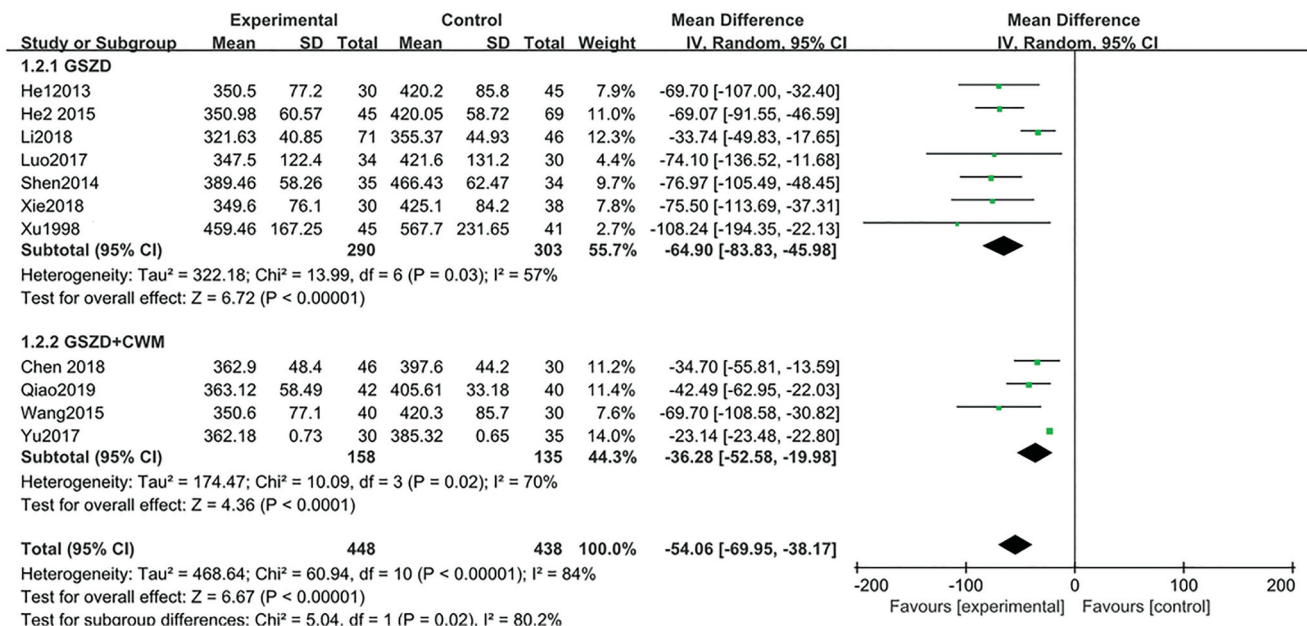 Experimental Control Mean Difference Mean Difference
Study or Subgroup Mean SD Total Mean SD Total Weight IV, Random, 95% CI IV, Random, 95% CI
1.2.1 GSZD
He12013 350.5 77.2 30 420.2 85.8 45 7.9% -69.70 [-107.00, -32.40]
He2 2015 350.98 60.57 45 420.05 58.72 69 11.0% -69.07 [-91.55, -46.59]
Li2018 321.63 40.85 71 355.37 44.93 46 12.3% -33.74 [-49.83, -17.65]
Luo2017 347.5 122.4 34 421.6 131.2 30 4.4% -74.10 [-136.52, -11.68]
Shen2014 389.46 58.26 35 466.43 62.47 34 9.7% -76.97 [-105.49, -48.45]
Xie2018 349.6 76.1 30 425.1 84.2 38 7.8% -75.50 [-113.69, -37.31]
Xu1998 459.46 167.25 45 567.7 231.65 41 2.7% -108.24 [-194.35, -22.13]
Subtotal (95% CI) 290 303 55.7% -64.90 [-83.83, -45.98]
Heterogeneity: Tau² = 322.18; Chi² = 13.99, df = 6 (P = 0.03); I² = 57%
Test for overall effect: Z = 6.72 (P < 0.00001)
1.2.2 GSZD+CWM
Chen 2018 362.9 48.4 46 397.6 44.2 30 11.2% -34.70 [-55.81, -13.59]
Qiao2019 363.12 58.49 42 405.61 33.18 40 11.4% -42.49 [-62.95, -22.03]
Wang2015 350.6 77.1 40 420.3 85.7 30 7.6% -69.70 [-108.58, -30.82]
Yu2017 362.18 0.73 30 385.32 0.65 35 14.0% -23.14 [-23.48, -22.80]
Subtotal (95% CI) 158 135 44.3% -36.28 [-52.58, -19.98]
Heterogeneity: Tau² = 174.47; Chi² = 10.09, df = 3 (P = 0.02); I² = 70%
Test for overall effect: Z = 4.36 (P < 0.0001)
Total (95% CI) 448 438 100.0% -54.06 [-69.95, -38.17]
Heterogeneity: Tau² = 468.64; Chi² = 60.94, df = 10 (P < 0.00001); I² = 84%
Test for overall effect: Z = 6.67 (P < 0.00001)
Test for subgroup differences: Chi² = 5.04, df = 1 (P = 0.02), I² = 80.2%
-200 -100 0 100 200
Favours [experimental] Favours [control]